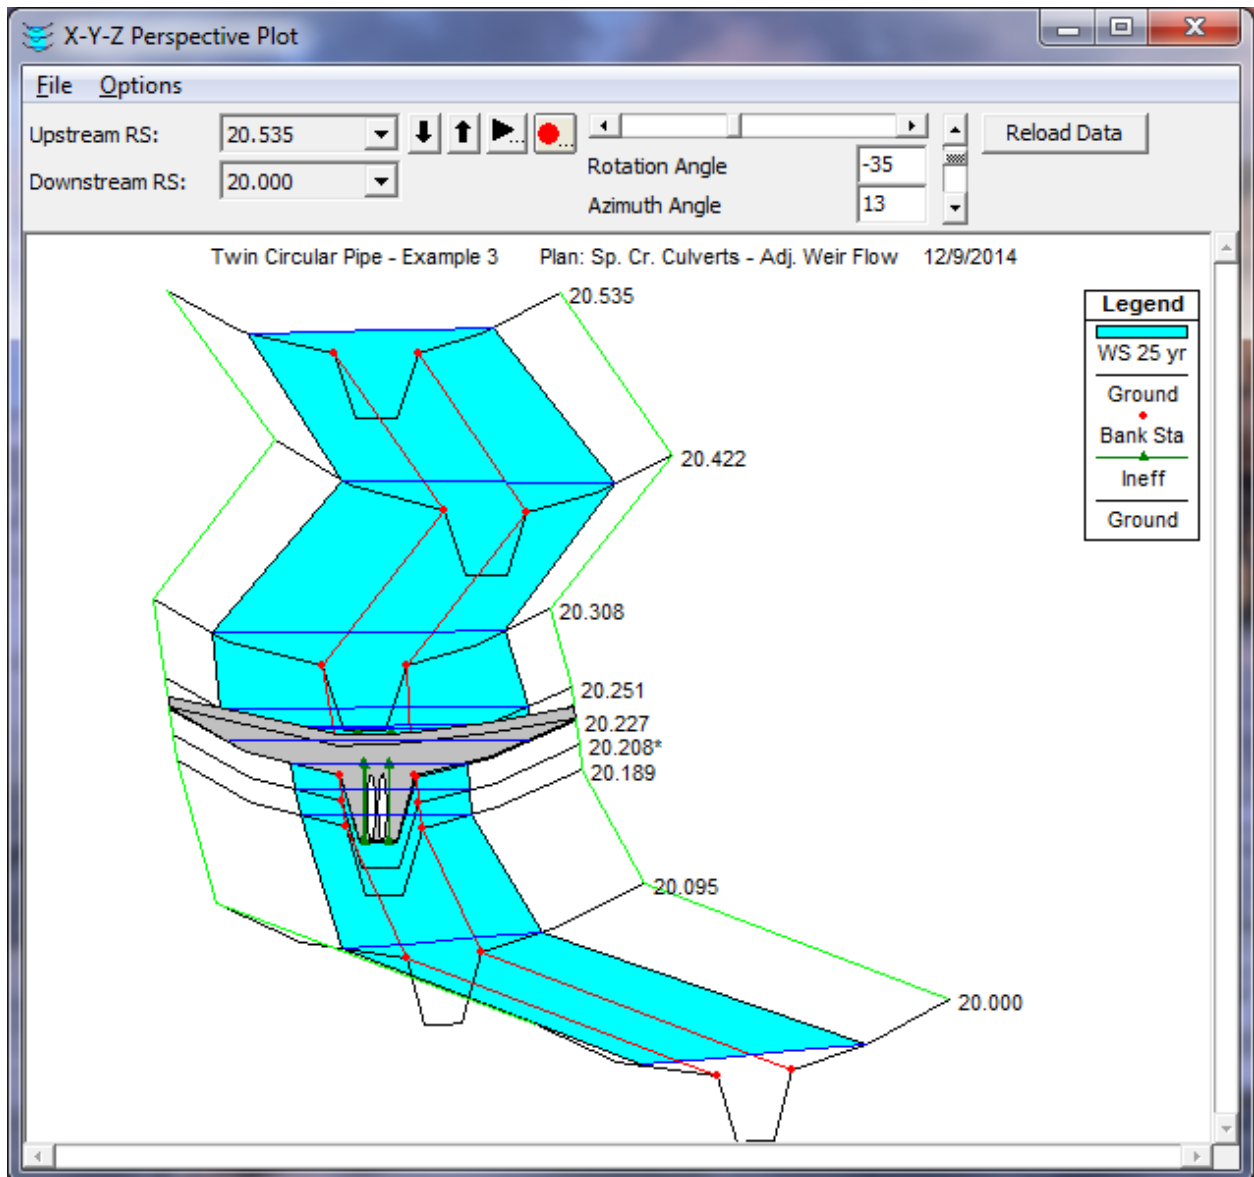 X-Y-Z Perspective Plot
File Options
Upstream RS: 20.535
Downstream RS: 20.000
Rotation Angle -35
Azimuth Angle 13
Reload Data
Twin Circular Pipe - Example 3 Plan: Sp. Cr. Culverts - Adj. Weir Flow 12/9/2014
20.535
20.422
20.308
20.251
20.227
20.208*
20.189
20.095
20.000
Legend
WS 25 yr
Ground
Bank Sta
Ineff
Ground